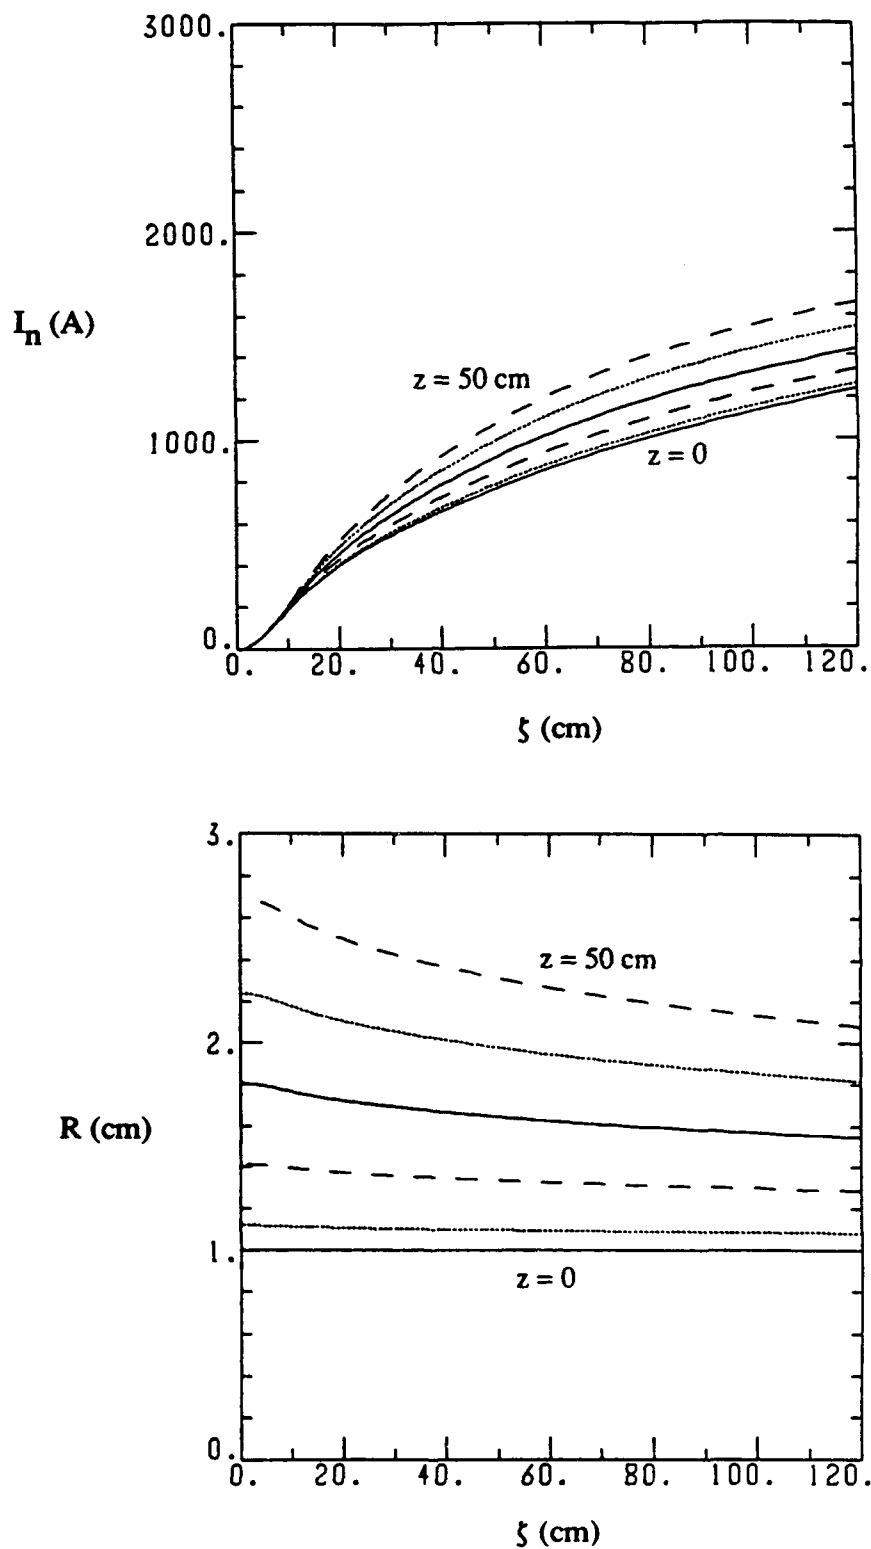 3000.
2000.
Iₙ (A)
z = 50 cm
1000.
z = 0
0.
0. 20. 40. 60. 80. 100. 120.
ζ (cm)
3.
z = 50 cm
2.
R (cm)
1.
z = 0
0.
0. 20. 40. 60. 80. 100. 120.
ζ (cm)